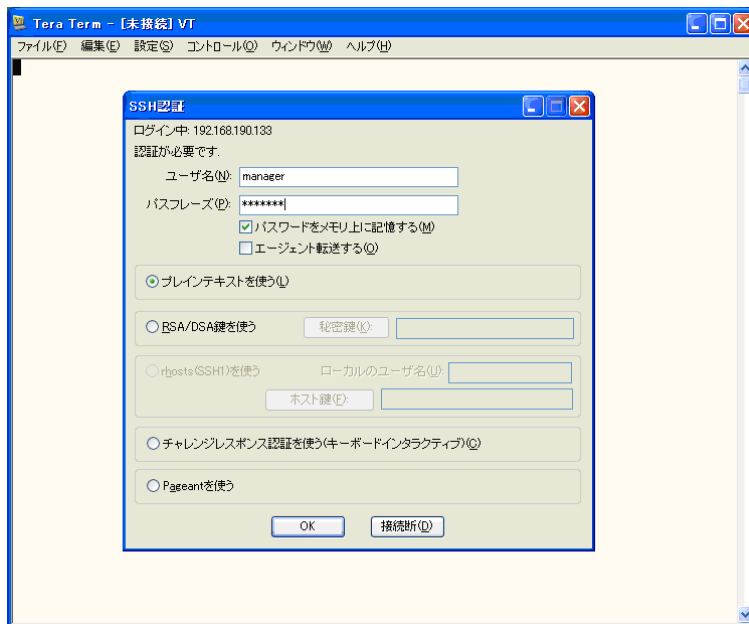 Tera Term - [未接続] VT
ファイル(F) 編集(E) 設定(S) コントロール(O) ウィンドウ(W) ヘルプ(H)
SSH認証
ログイン中: 192.168.190.133
認証が必要です.
ユーザ名(N): manager
パスフレーズ(P): *******
パスワードをメモリ上に記憶する(M)
エージェント転送する(O)
プレインテキストを使う(L)
RSA/DSA鍵を使う 秘密鍵(K):
rhosts(SSH1)を使う ローカルのユーザ名(U):
ホスト鍵(F):
チャレンジレスポンス認証を使う(キーボードインタラクティブ)(C)
Pageantを使う
OK 接続断(D)